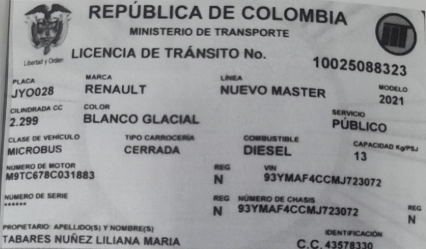 REPÚBLICA DE COLOMBIA
MINISTERIO DE TRANSPORTE
Libertad y Orden
LICENCIA DE TRÁNSITO No. 10025088323
PLACA MARCA LÍNEA MODELO
JYO028 RENAULT NUEVO MASTER 2021
CILINDRADA CC COLOR SERVICIO
2.299 BLANCO GLACIAL PÚBLICO
CLASE DE VEHÍCULO TIPO CARROCERÍA COMBUSTIBLE CAPACIDAD Kg/PSJ
MICROBUS CERRADA DIESEL 13
NÚMERO DE MOTOR REG VIN
M9TC678C031883 N 93YMAF4CCMJ723072
NÚMERO DE SERIE REG NÚMERO DE CHASIS REG
****** N 93YMAF4CCMJ723072 N
PROPIETARIO: APELLIDO(S) Y NOMBRE(S) IDENTIFICACIÓN
TABARES NUÑEZ LILIANA MARIA C.C. 43578330